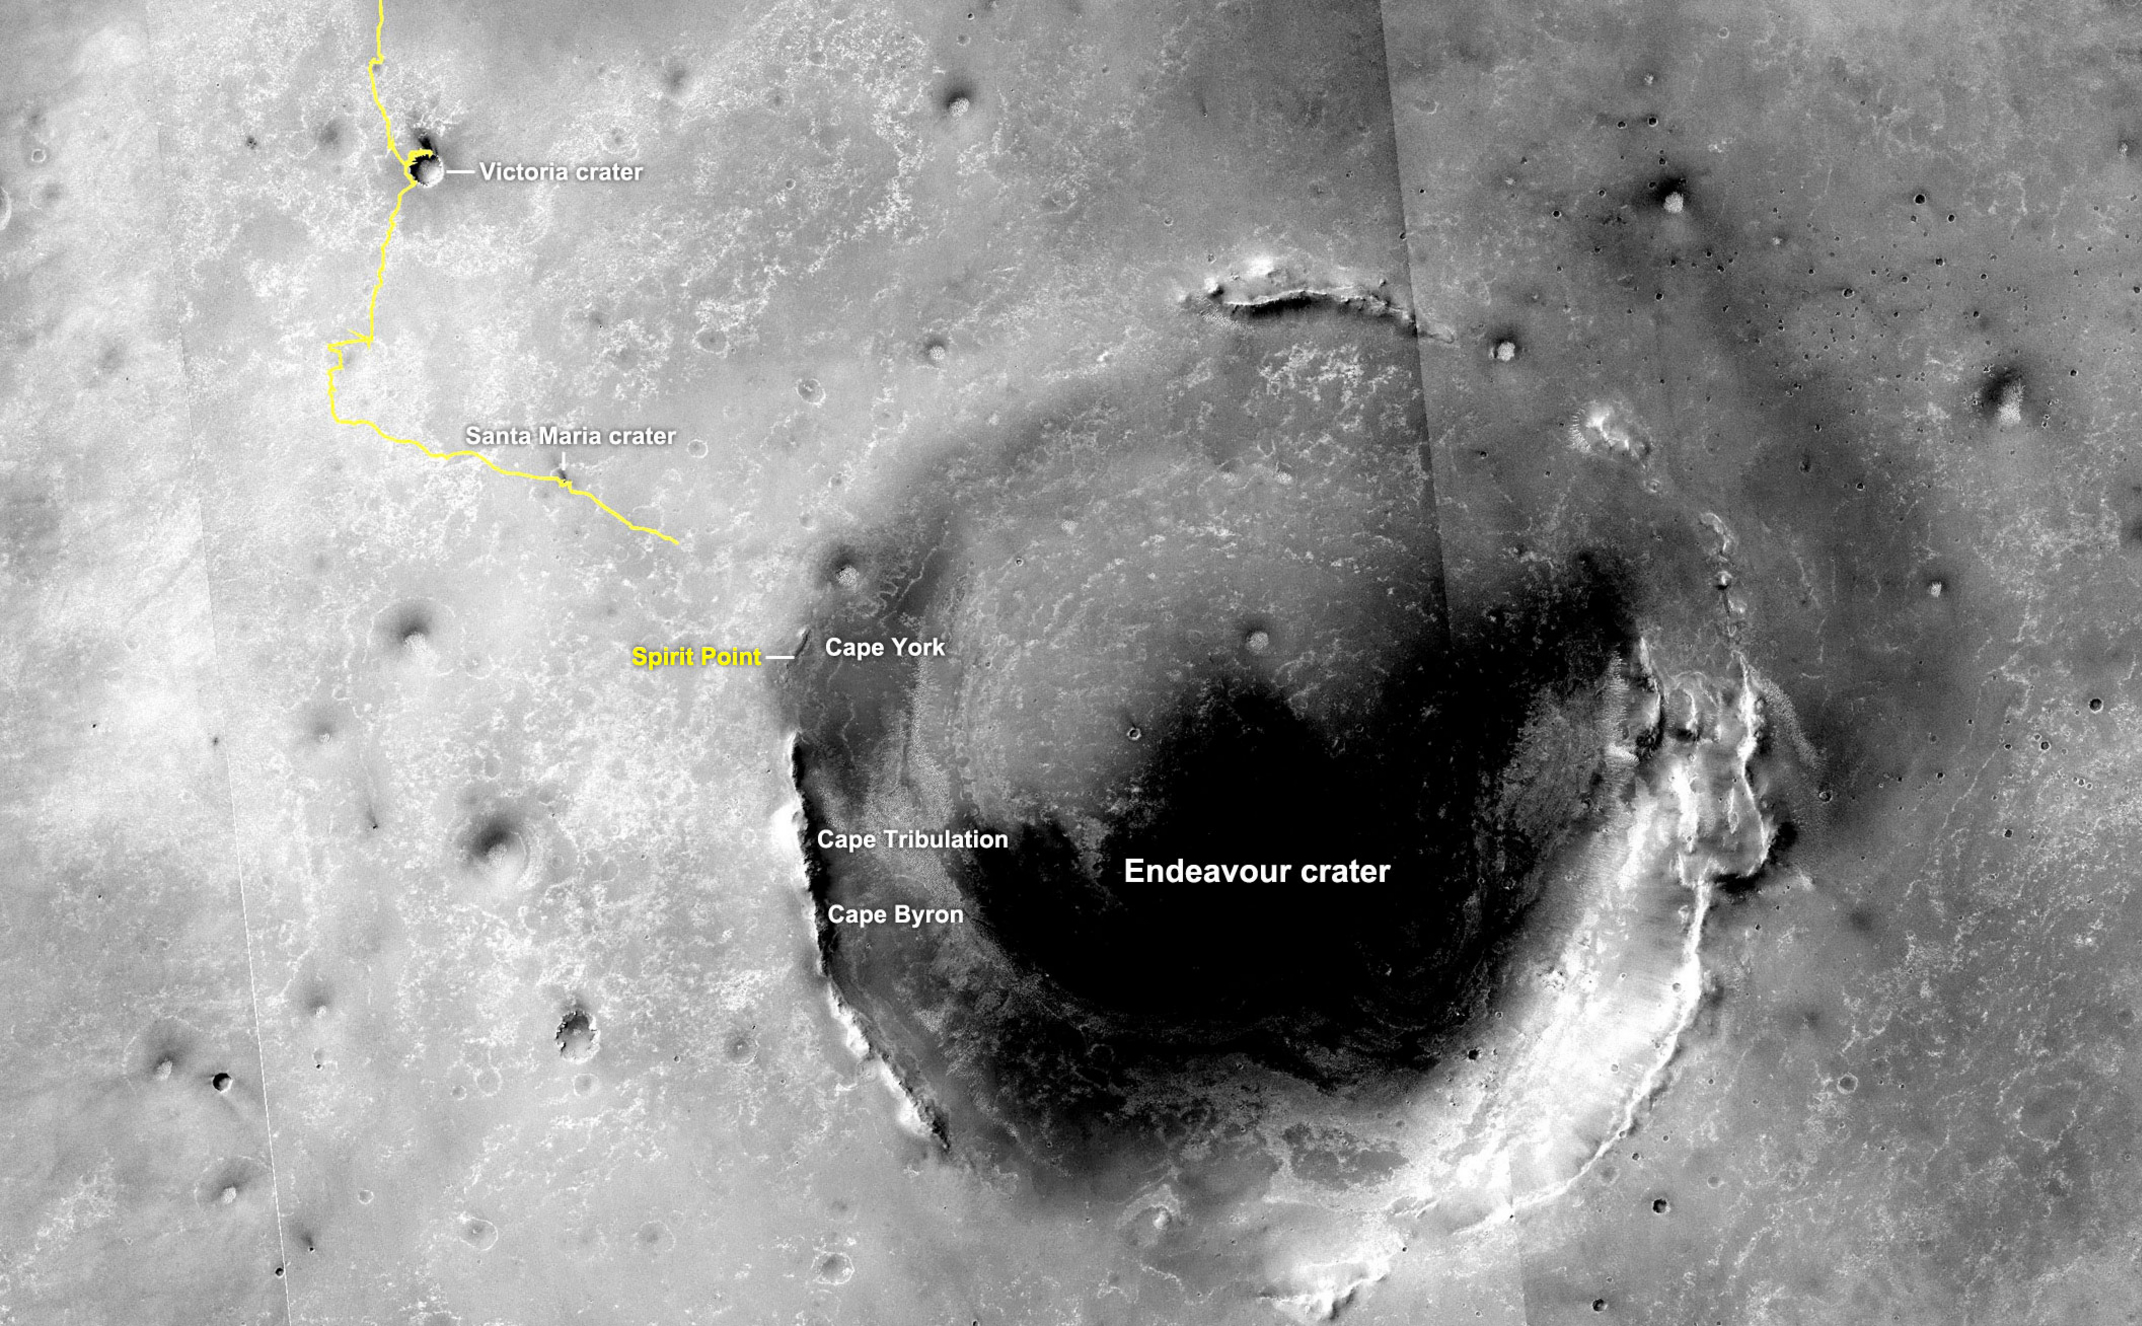 Victoria crater
Santa Maria crater
Spirit Point
Cape York
Cape Tribulation
Endeavour crater
Cape Byron